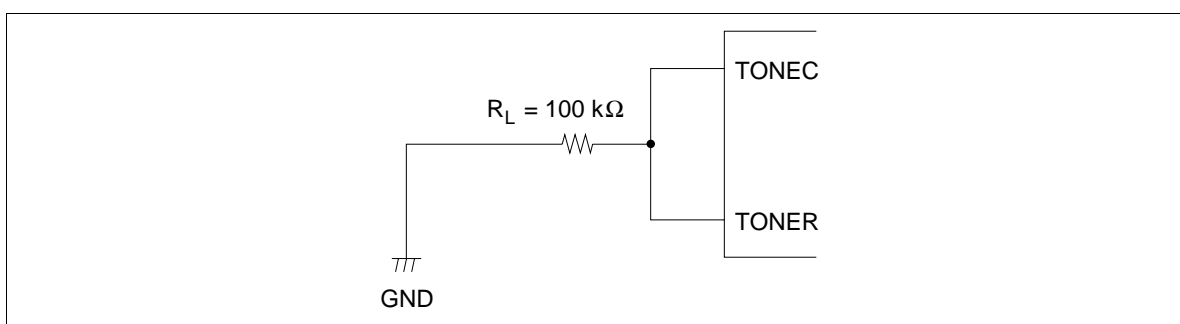 TONEC
R_L = 100 kΩ
TONER
GND